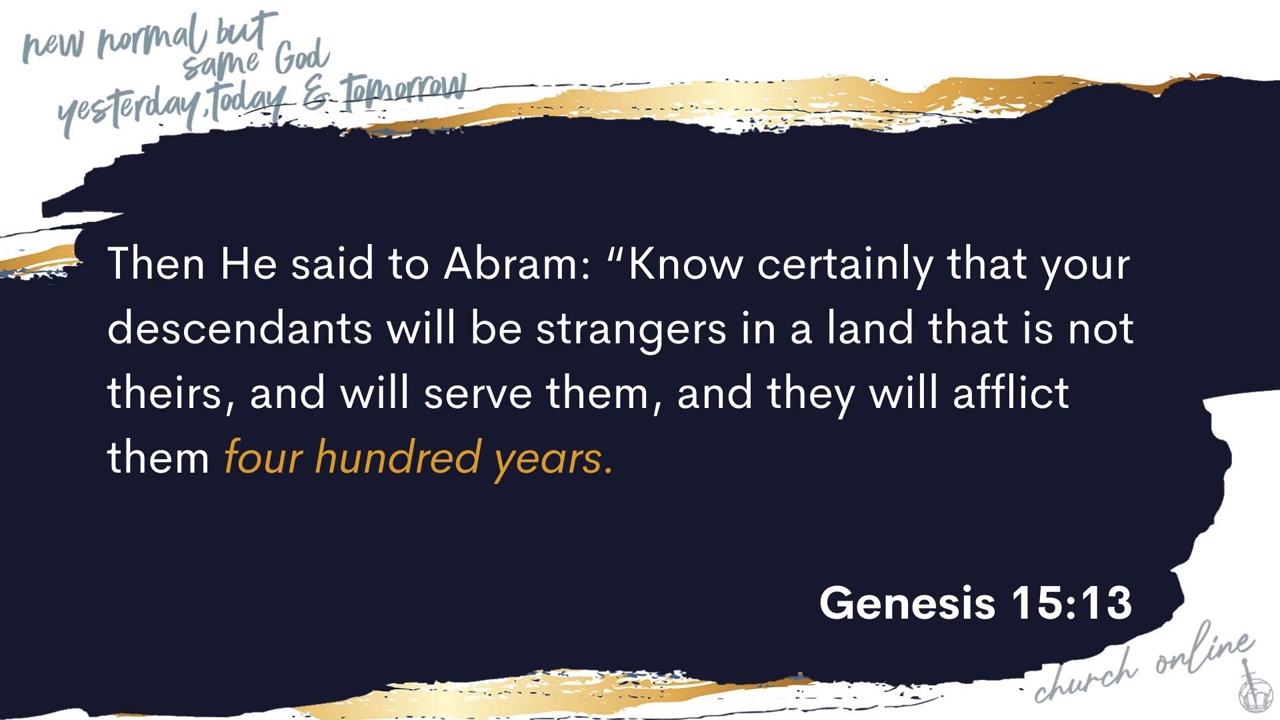 new normal but
same God
yesterday, today & tomorrow
Then He said to Abram: “Know certainly that your
descendants will be strangers in a land that is not
theirs, and will serve them, and they will afflict
them four hundred years.
Genesis 15:13
church online